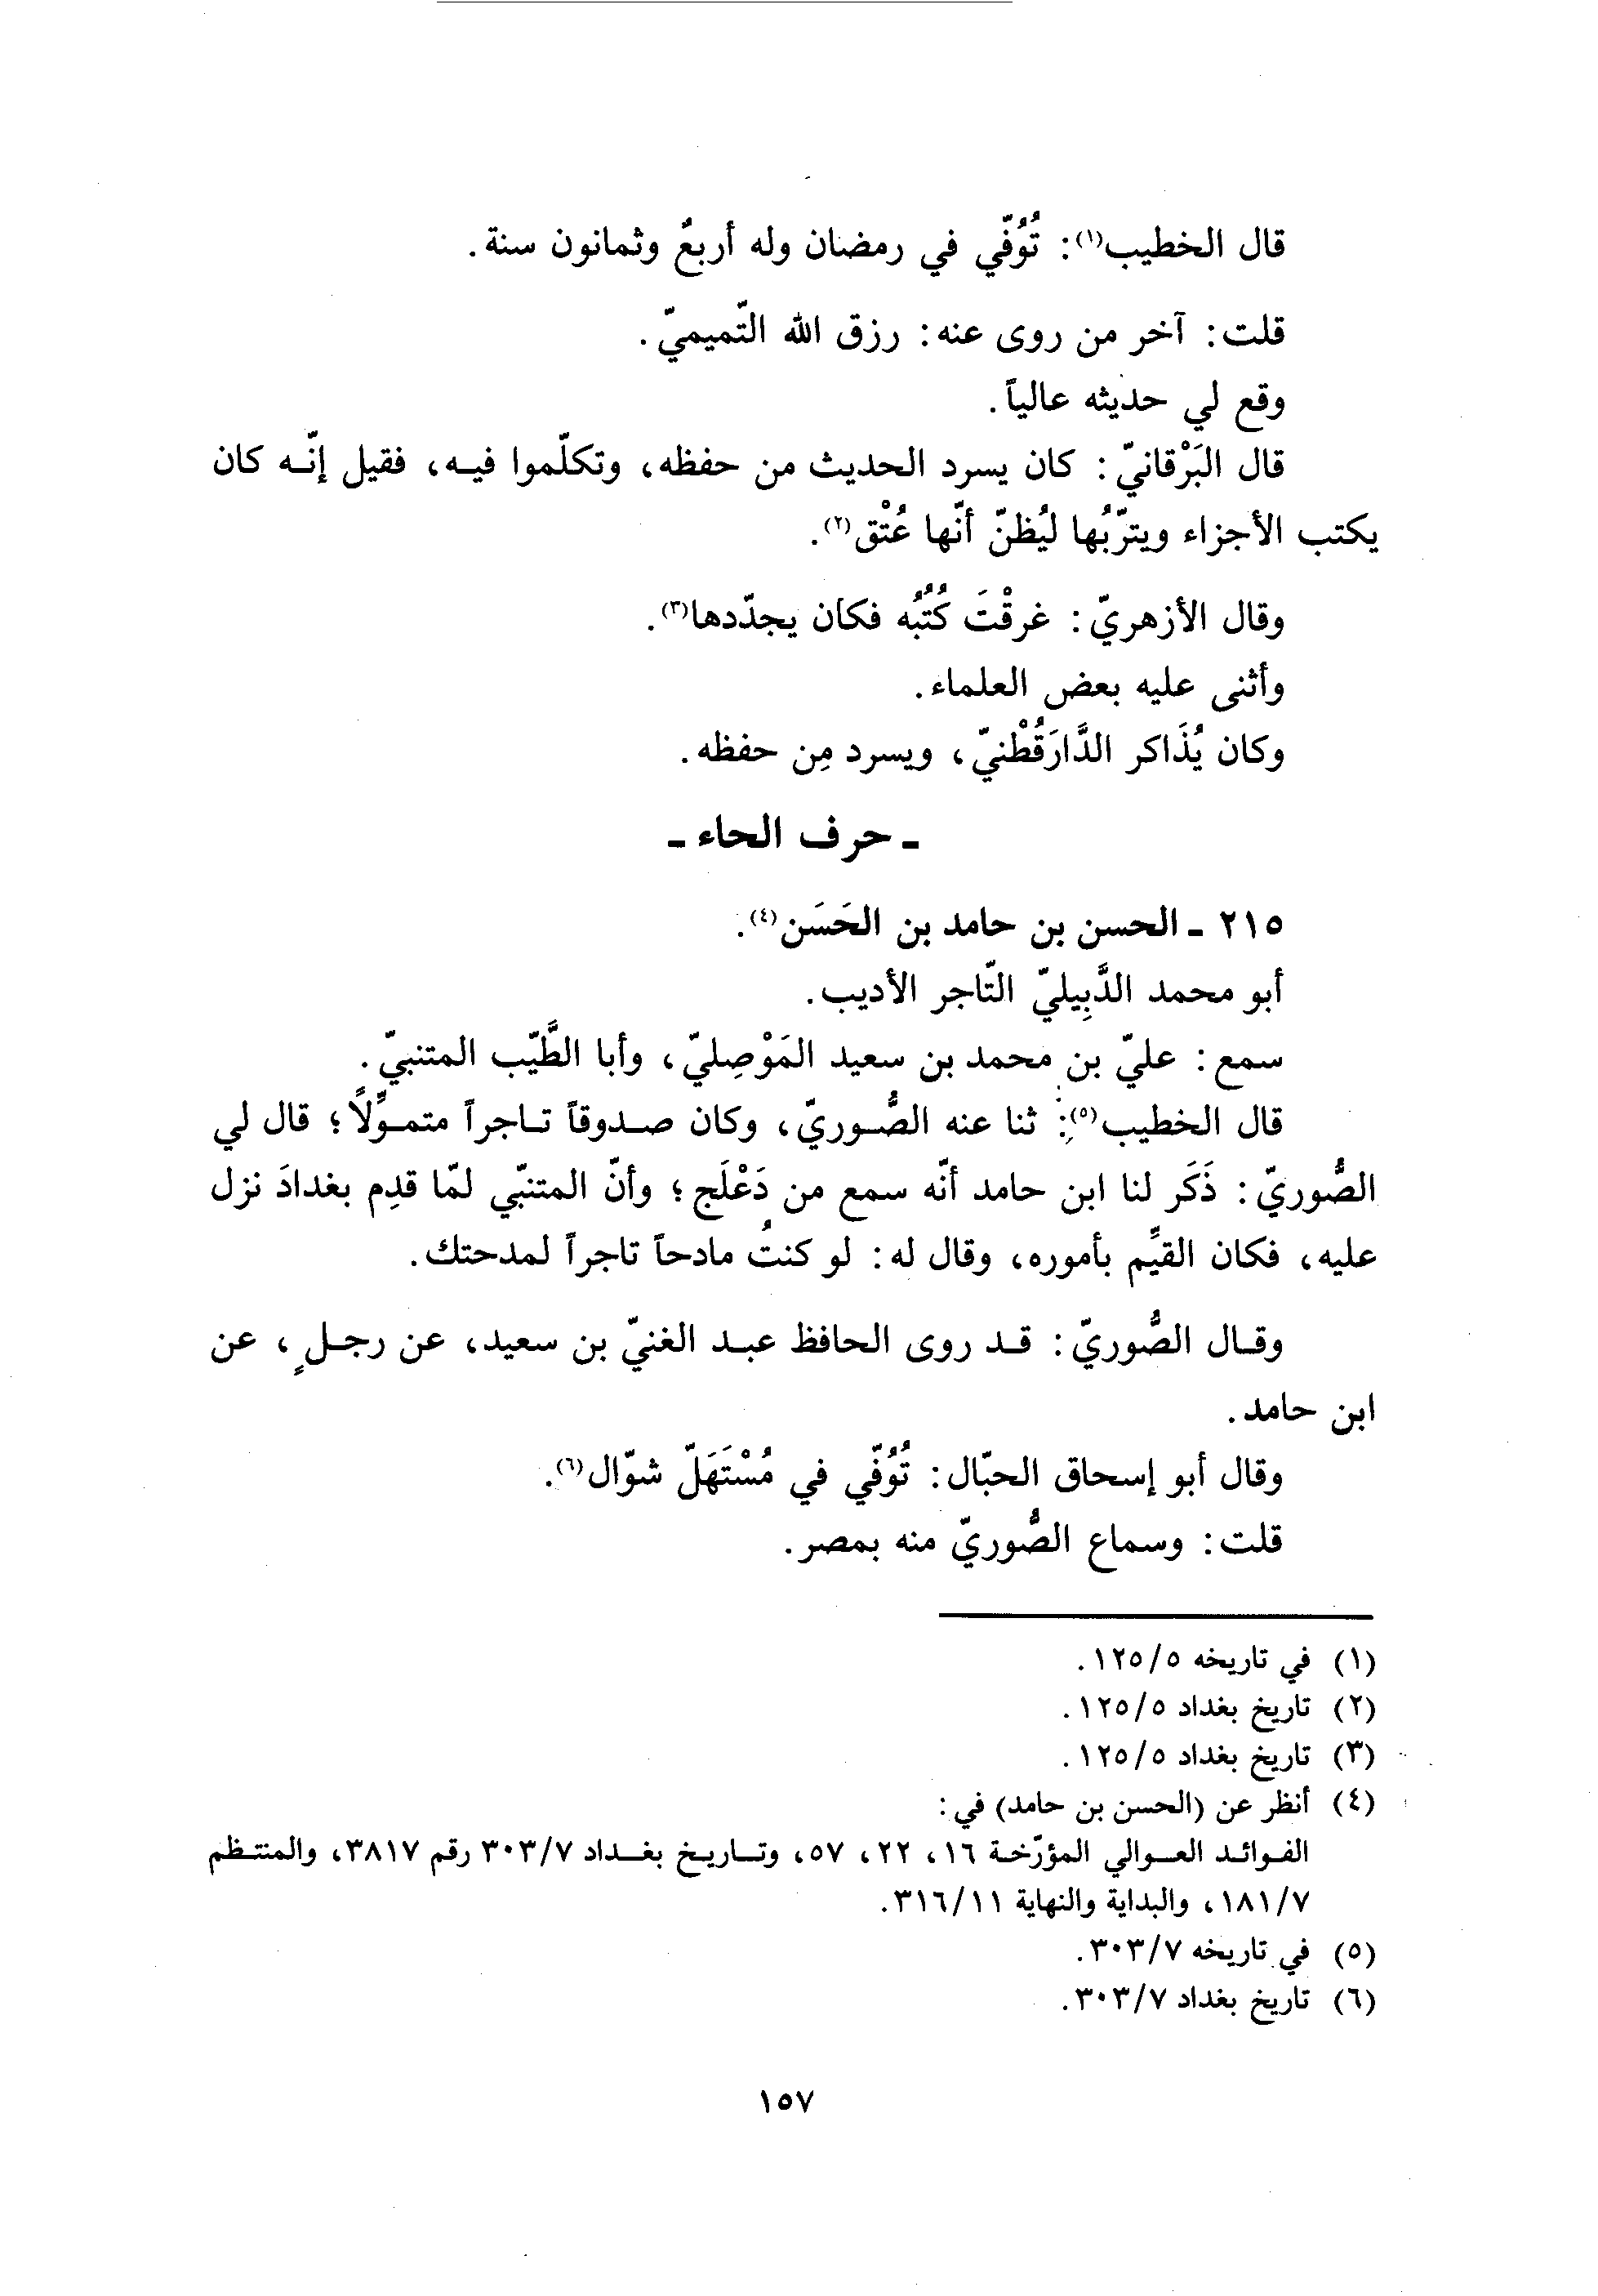 قال الخطيب(١): تُوُفّي في رمضان وله أربعٌ وثمانون سنة.
قلت: آخر من روى عنه: رزق الله التّميميّ.
وقع لي حديثه عالياً.
قال البَرْقانيّ: كان يسرد الحديث من حفظه، وتكلّموا فيه، فقيل إنّه كان
يكتب الأجزاء ويترّبُها ليُظنّ أنّها عُتْق(٢).
وقال الأزهريّ: غرقْتَ كُتُبُه فكان يجدّدها(٣).
وأثنى عليه بعض العلماء.
وكان يُذَاكر الدَّارَقُطْنيّ، ويسرد مِن حفظه.
ـ حرف الحاء ـ
٢١٥ ـ الحسن بن حامد بن الحَسَن(٤).
أبو محمد الدَّبِيليّ التّاجر الأديب.
سمع: عليّ بن محمد بن سعيد المَوْصِليّ، وأبا الطَّيّب المتنبيّ.
قال الخطيب(٥): ثنا عنه الصُّوريّ، وكان صدوقاً تاجراً متموِّلاً؛ قال لي
الصُّوريّ: ذَكَر لنا ابن حامد أنّه سمع من دَعْلَج؛ وأنّ المتنبّي لمّا قدِم بغدادَ نزل
عليه، فكان القيِّم بأموره، وقال له: لو كنتُ مادحاً تاجراً لمدحتك.
وقال الصُّوريّ: قد روى الحافظ عبد الغنيّ بن سعيد، عن رجلٍ، عن
ابن حامد.
وقال أبو إسحاق الحبّال: تُوُفّي في مُسْتَهَلّ شوّال(٦).
قلت: وسماع الصُّوريّ منه بمصر.
(١) في تاريخه ١٢٥/٥.
(٢) تاريخ بغداد ١٢٥/٥.
(٣) تاريخ بغداد ١٢٥/٥.
(٤) أنظر عن (الحسن بن حامد) في:
الفوائد العوالي المؤرّخة ١٦، ٢٢، ٥٧، وتاريخ بغداد ٣٠٣/٧ رقم ٣٨١٧، والمنتظم
١٨١/٧، والبداية والنهاية ٣١٦/١١.
(٥) في تاريخه ٣٠٣/٧.
(٦) تاريخ بغداد ٣٠٣/٧.
١٥٧